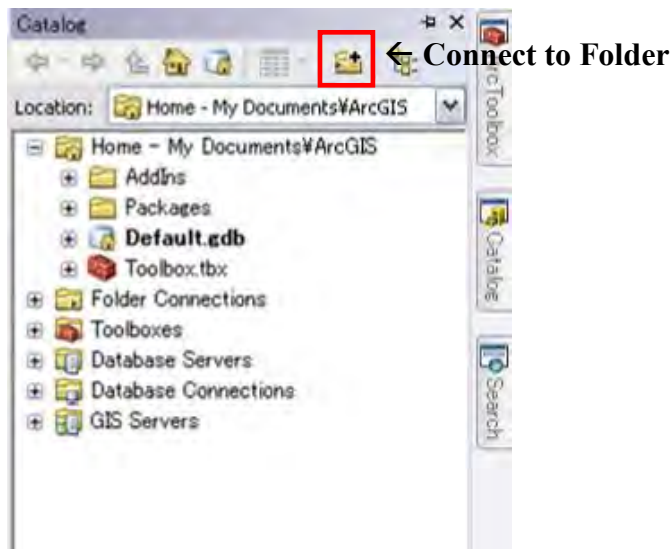 Catalog
← Connect to Folder
Location: Home - My Documents¥ArcGIS
Home - My Documents¥ArcGIS
AddIns
Packages
Default.gdb
Toolbox.tbx
Folder Connections
Toolboxes
Database Servers
Database Connections
GIS Servers
Catalog
Search